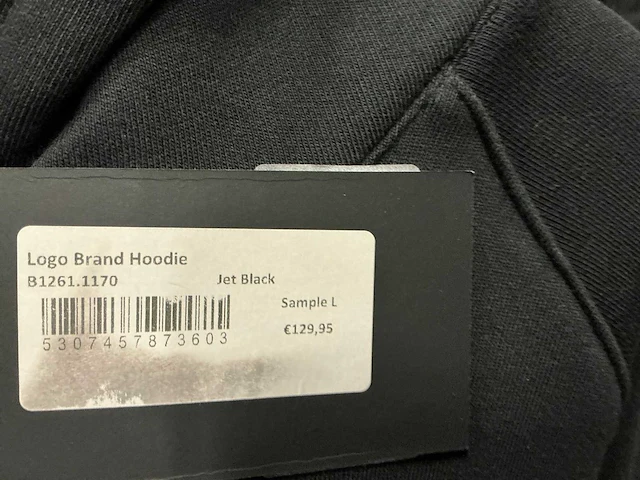 Logo Brand Hoodie
B1261.1170 Jet Black
Sample L
€129,95
5307457873603